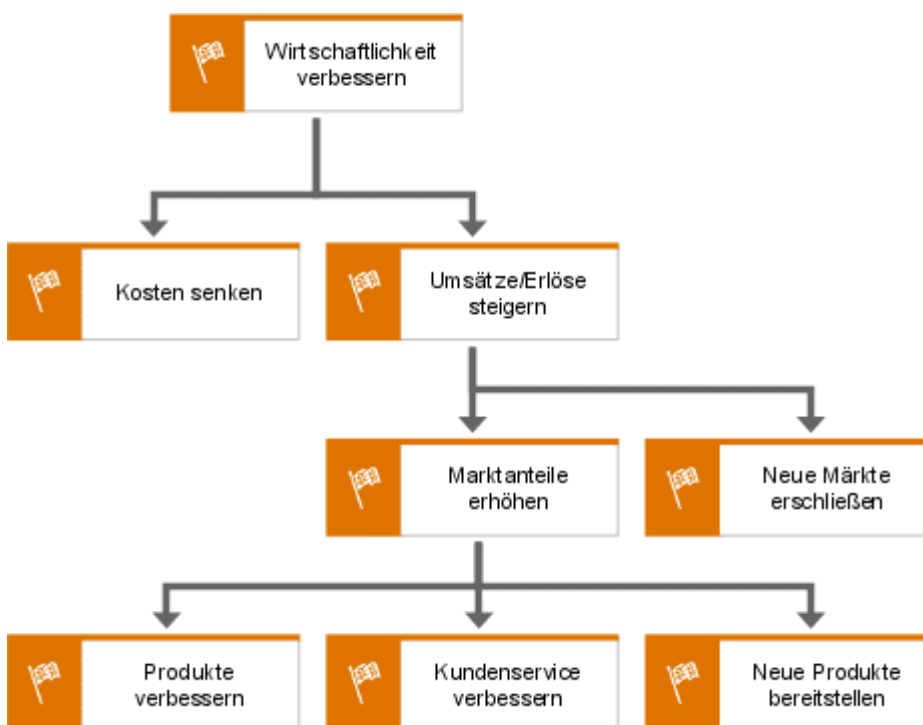 Wirtschaftlichkeit
verbessern
Kosten senken
Umsätze/Erlöse
steigern
Marktanteile
erhöhen
Neue Märkte
erschließen
Produkte
verbessern
Kundenservice
verbessern
Neue Produkte
bereitstellen